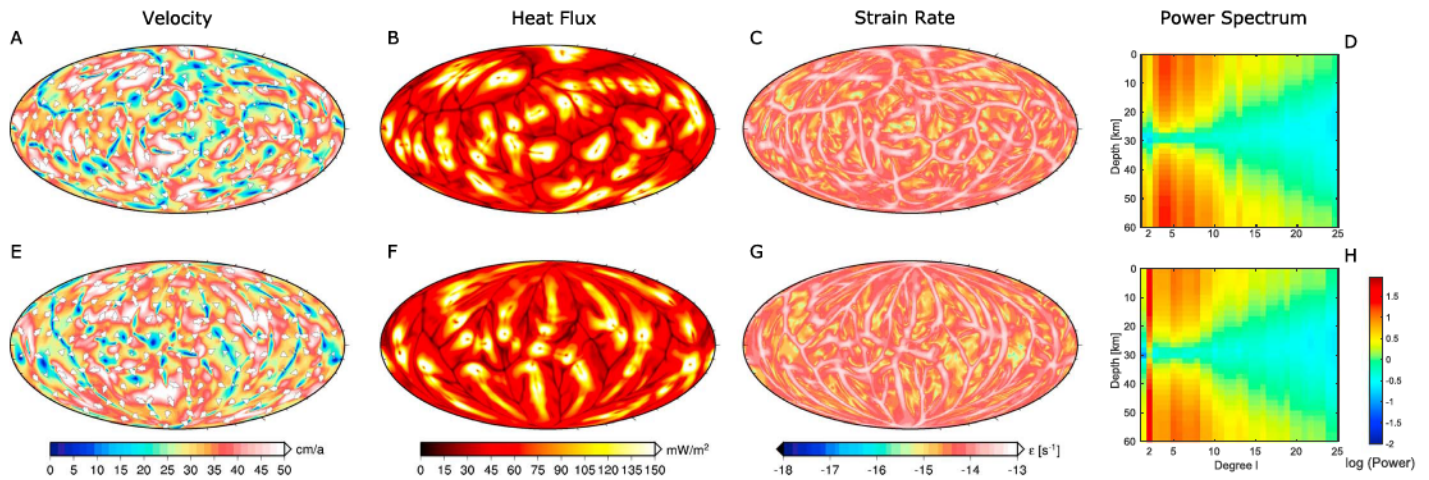 Velocity Heat Flux Strain Rate Power Spectrum
A B C D
0
10
20
30
40
50
60
Depth [km]
2 5 10 15 20 25
E F G H
0
10
20
30
40
50
60
Depth [km]
2 5 10 15 20 25
Degree l
1.5
1
0.5
0
-0.5
-1
-1.5
-2
log (Power)
cm/a
0 5 10 15 20 25 30 35 40 45 50
mW/m²
0 15 30 45 60 75 90 105 120 135 150
ε [s⁻¹]
-18 -17 -16 -15 -14 -13